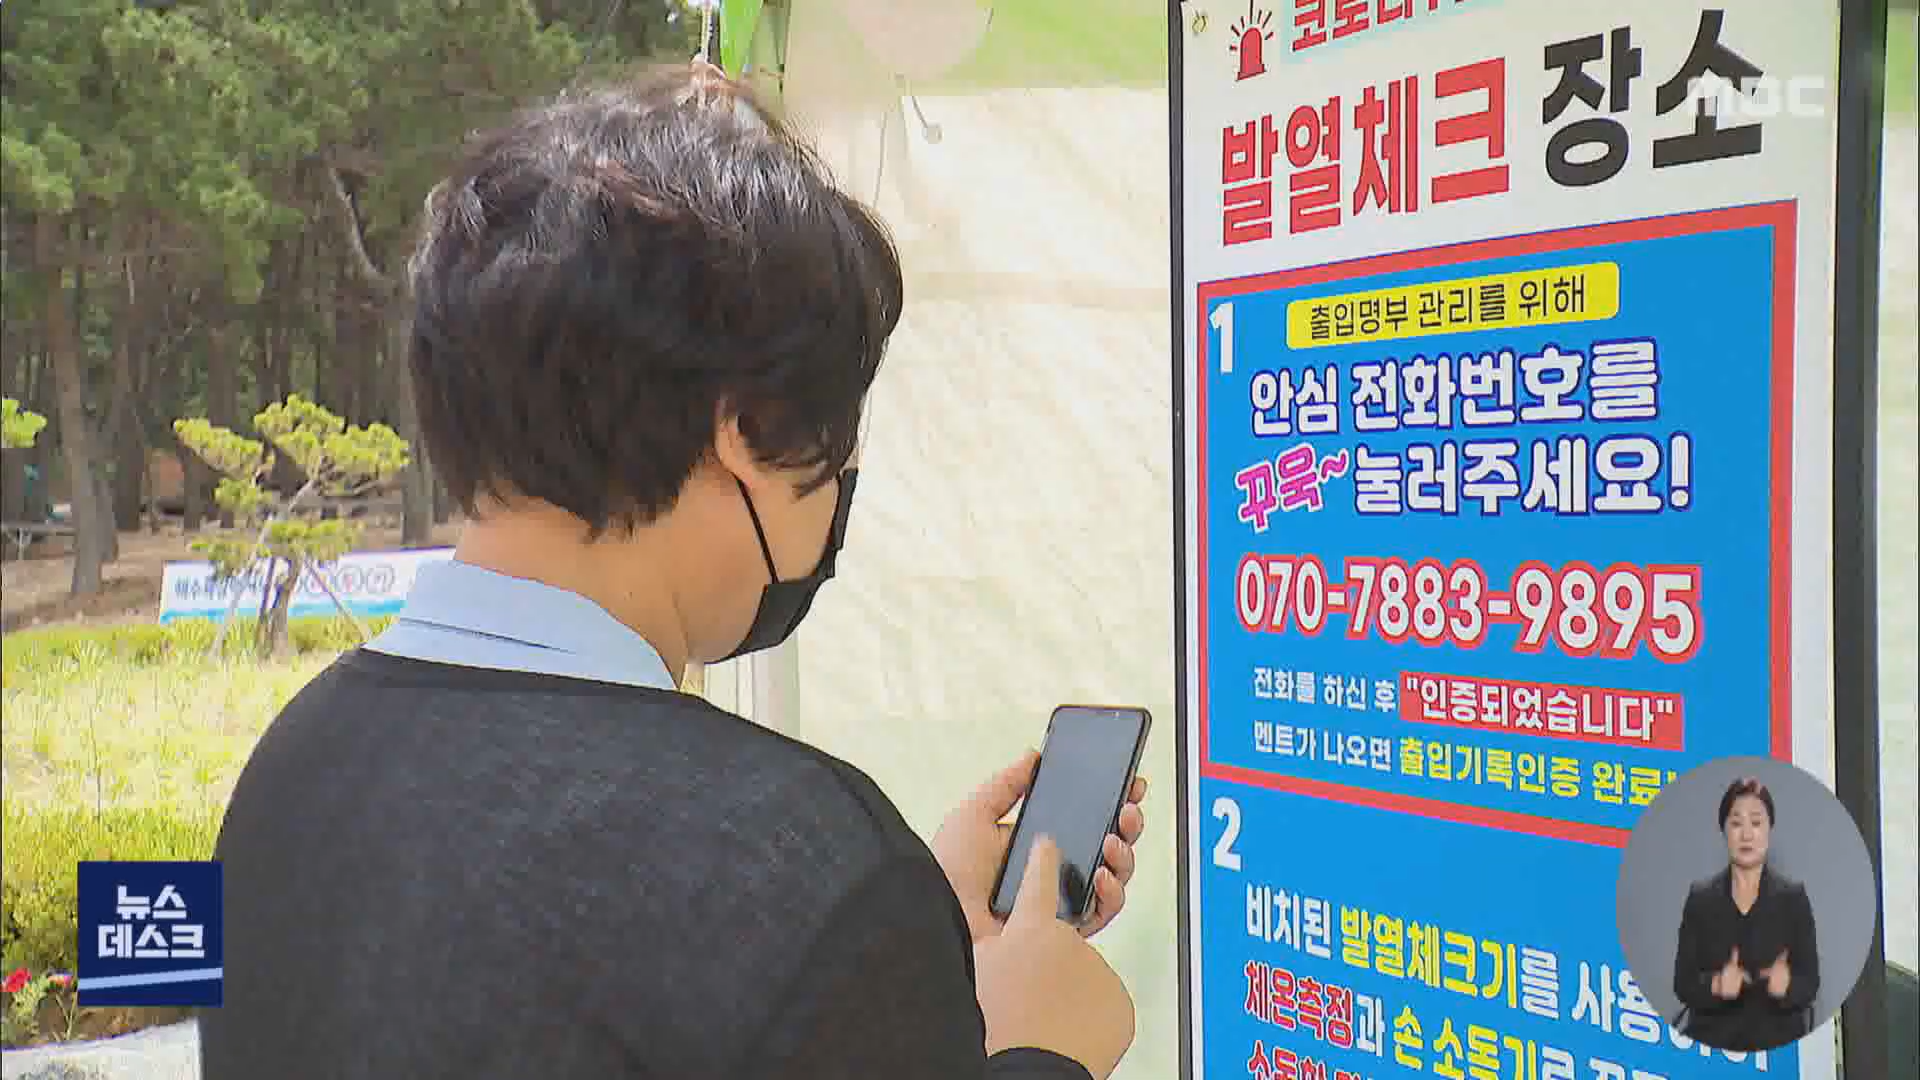 발열체크 장소
MBC
1
출입명부 관리를 위해
안심 전화번호를
꾸욱~ 눌러주세요!
070-7883-9895
전화를 하신 후 "인증되었습니다"
멘트가 나오면 출입기록인증 완료
2
비치된 발열체크기를
체온측정과 손 소독기로
뉴스
데스크